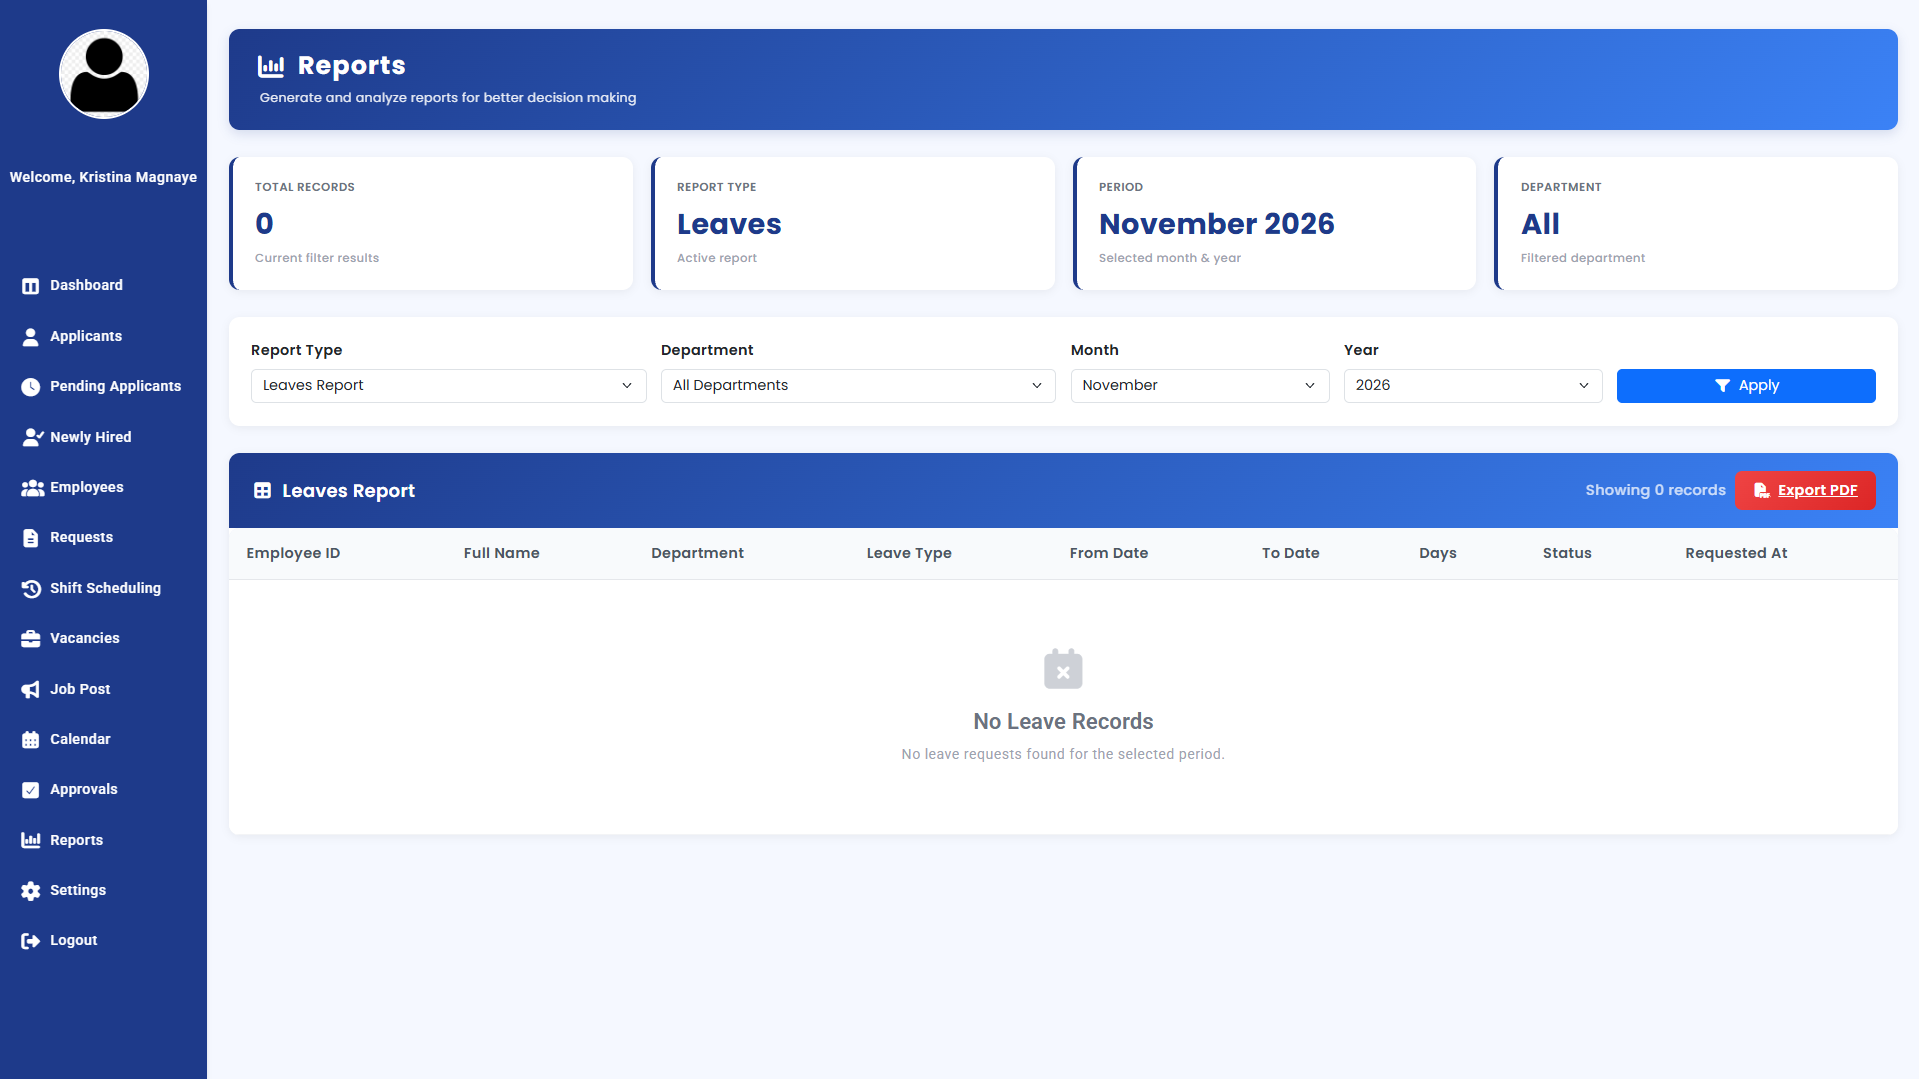 Welcome, Kristina Magnaye
Dashboard
Applicants
Pending Applicants
Newly Hired
Employees
Requests
Shift Scheduling
Vacancies
Job Post
Calendar
Approvals
Reports
Settings
Logout
Reports
Generate and analyze reports for better decision making
TOTAL RECORDS
0
Current filter results
REPORT TYPE
Leaves
Active report
PERIOD
November 2026
Selected month & year
DEPARTMENT
All
Filtered department
Report Type
Leaves Report
Department
All Departments
Month
November
Year
2026
Apply
Leaves Report
Showing 0 records
Export PDF
Employee ID Full Name Department Leave Type From Date To Date Days Status Requested At
No Leave Records
No leave requests found for the selected period.